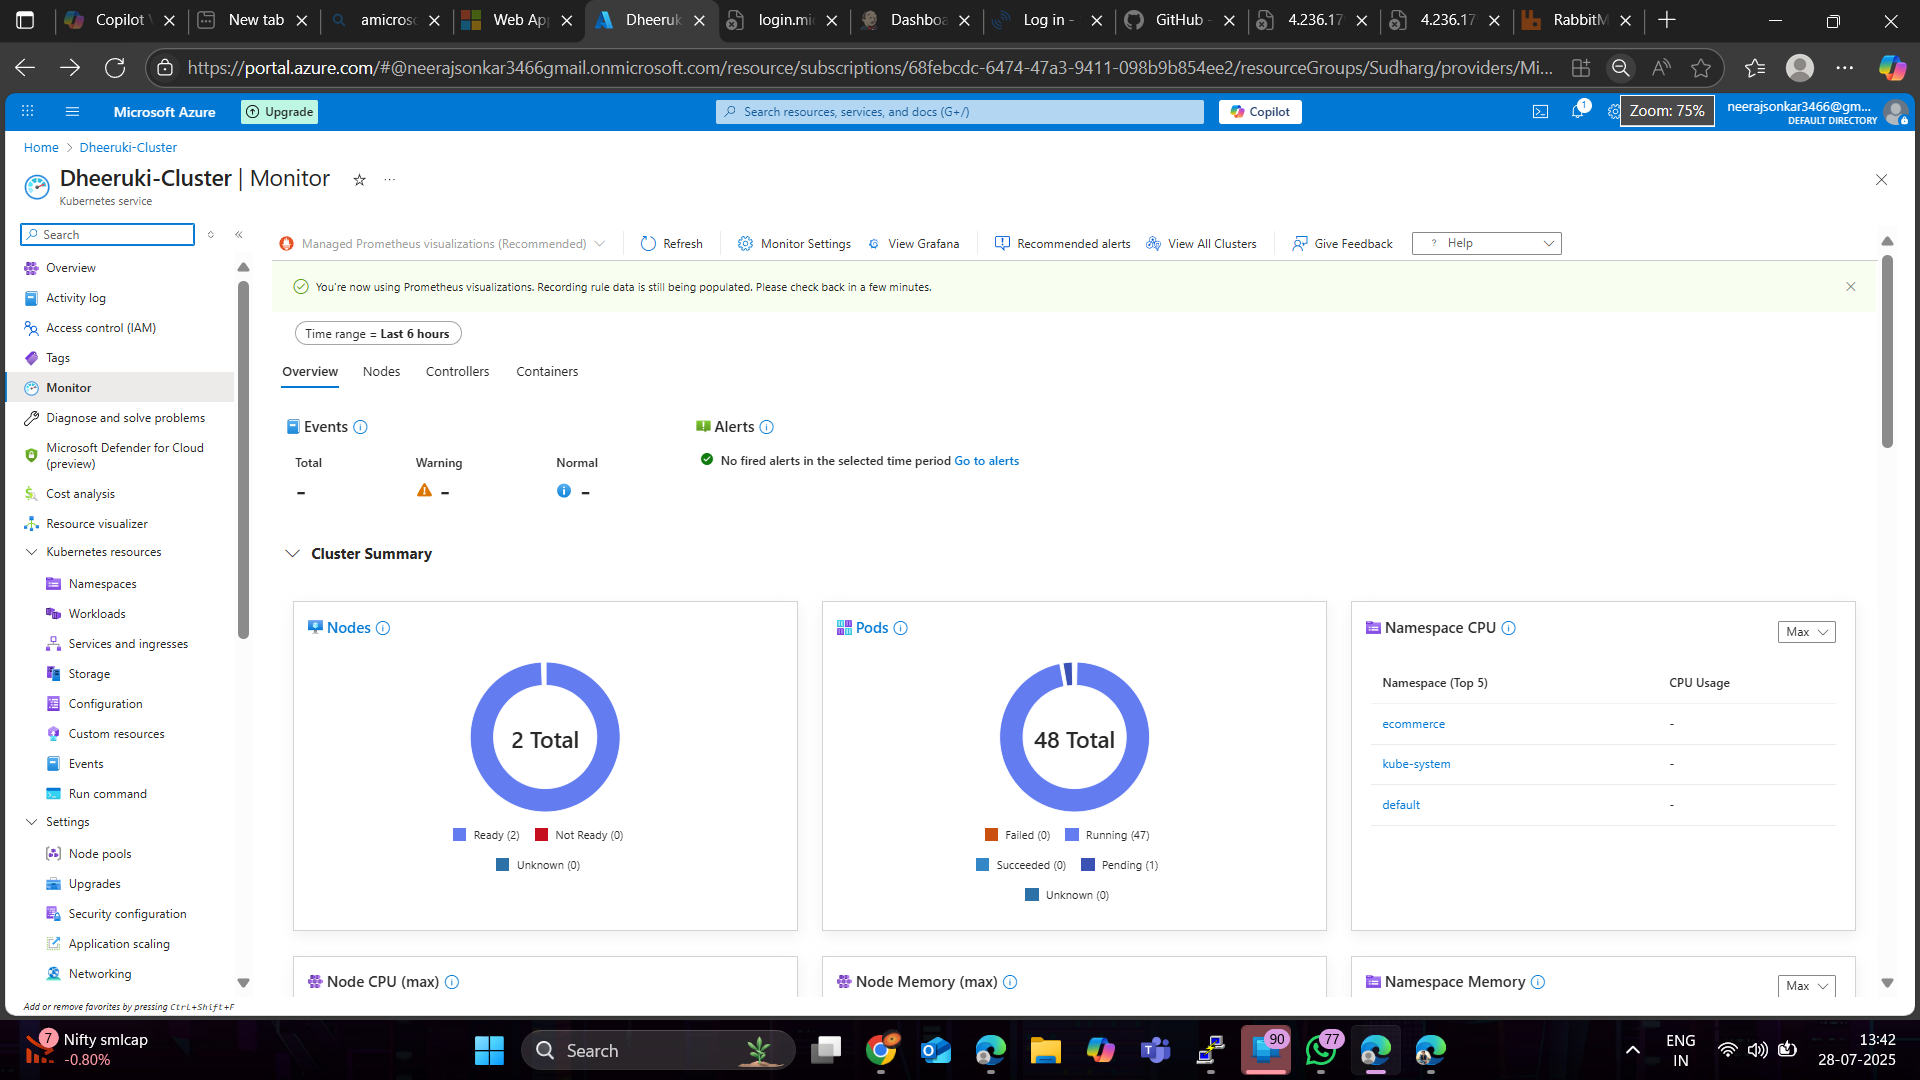 Copilot
New tab
amicros
Web Ap
Dheeruk
login.mi
Dashboa
Log in -
GitHub -
4.236.17
4.236.17
RabbitM
https://portal.azure.com/#@neerajsonkar3466gmail.onmicrosoft.com/resource/subscriptions/68febcdc-6474-47a3-9411-098b9b854ee2/resourceGroups/Sudharg/providers/Mi...
Microsoft Azure
Upgrade
Search resources, services, and docs (G+/)
Copilot
1
Zoom: 75%
neerajsonkar3466@gm...
DEFAULT DIRECTORY
Home > Dheeruki-Cluster
Dheeruki-Cluster | Monitor
Kubernetes service
Search
Overview
Activity log
Access control (IAM)
Tags
Monitor
Diagnose and solve problems
Microsoft Defender for Cloud
(preview)
Cost analysis
Resource visualizer
Kubernetes resources
Namespaces
Workloads
Services and ingresses
Storage
Configuration
Custom resources
Events
Run command
Settings
Node pools
Upgrades
Security configuration
Application scaling
Networking
Add or remove favorites by pressing Ctrl+Shift+F
Managed Prometheus visualizations (Recommended)
Refresh
Monitor Settings
View Grafana
Recommended alerts
View All Clusters
Give Feedback
? Help
You're now using Prometheus visualizations. Recording rule data is still being populated. Please check back in a few minutes.
Time range = Last 6 hours
Overview Nodes Controllers Containers
Events
Total Warning Normal
- - -
Alerts
No fired alerts in the selected time period Go to alerts
Cluster Summary
Nodes
2 Total
Ready (2) Not Ready (0)
Unknown (0)
Pods
48 Total
Failed (0) Running (47)
Succeeded (0) Pending (1)
Unknown (0)
Namespace CPU
Max
Namespace (Top 5) CPU Usage
ecommerce -
kube-system -
default -
Node CPU (max)
Node Memory (max)
Namespace Memory
Max
7
Nifty smlcap
-0.80%
Search
90
77
ENG
IN
13:42
28-07-2025